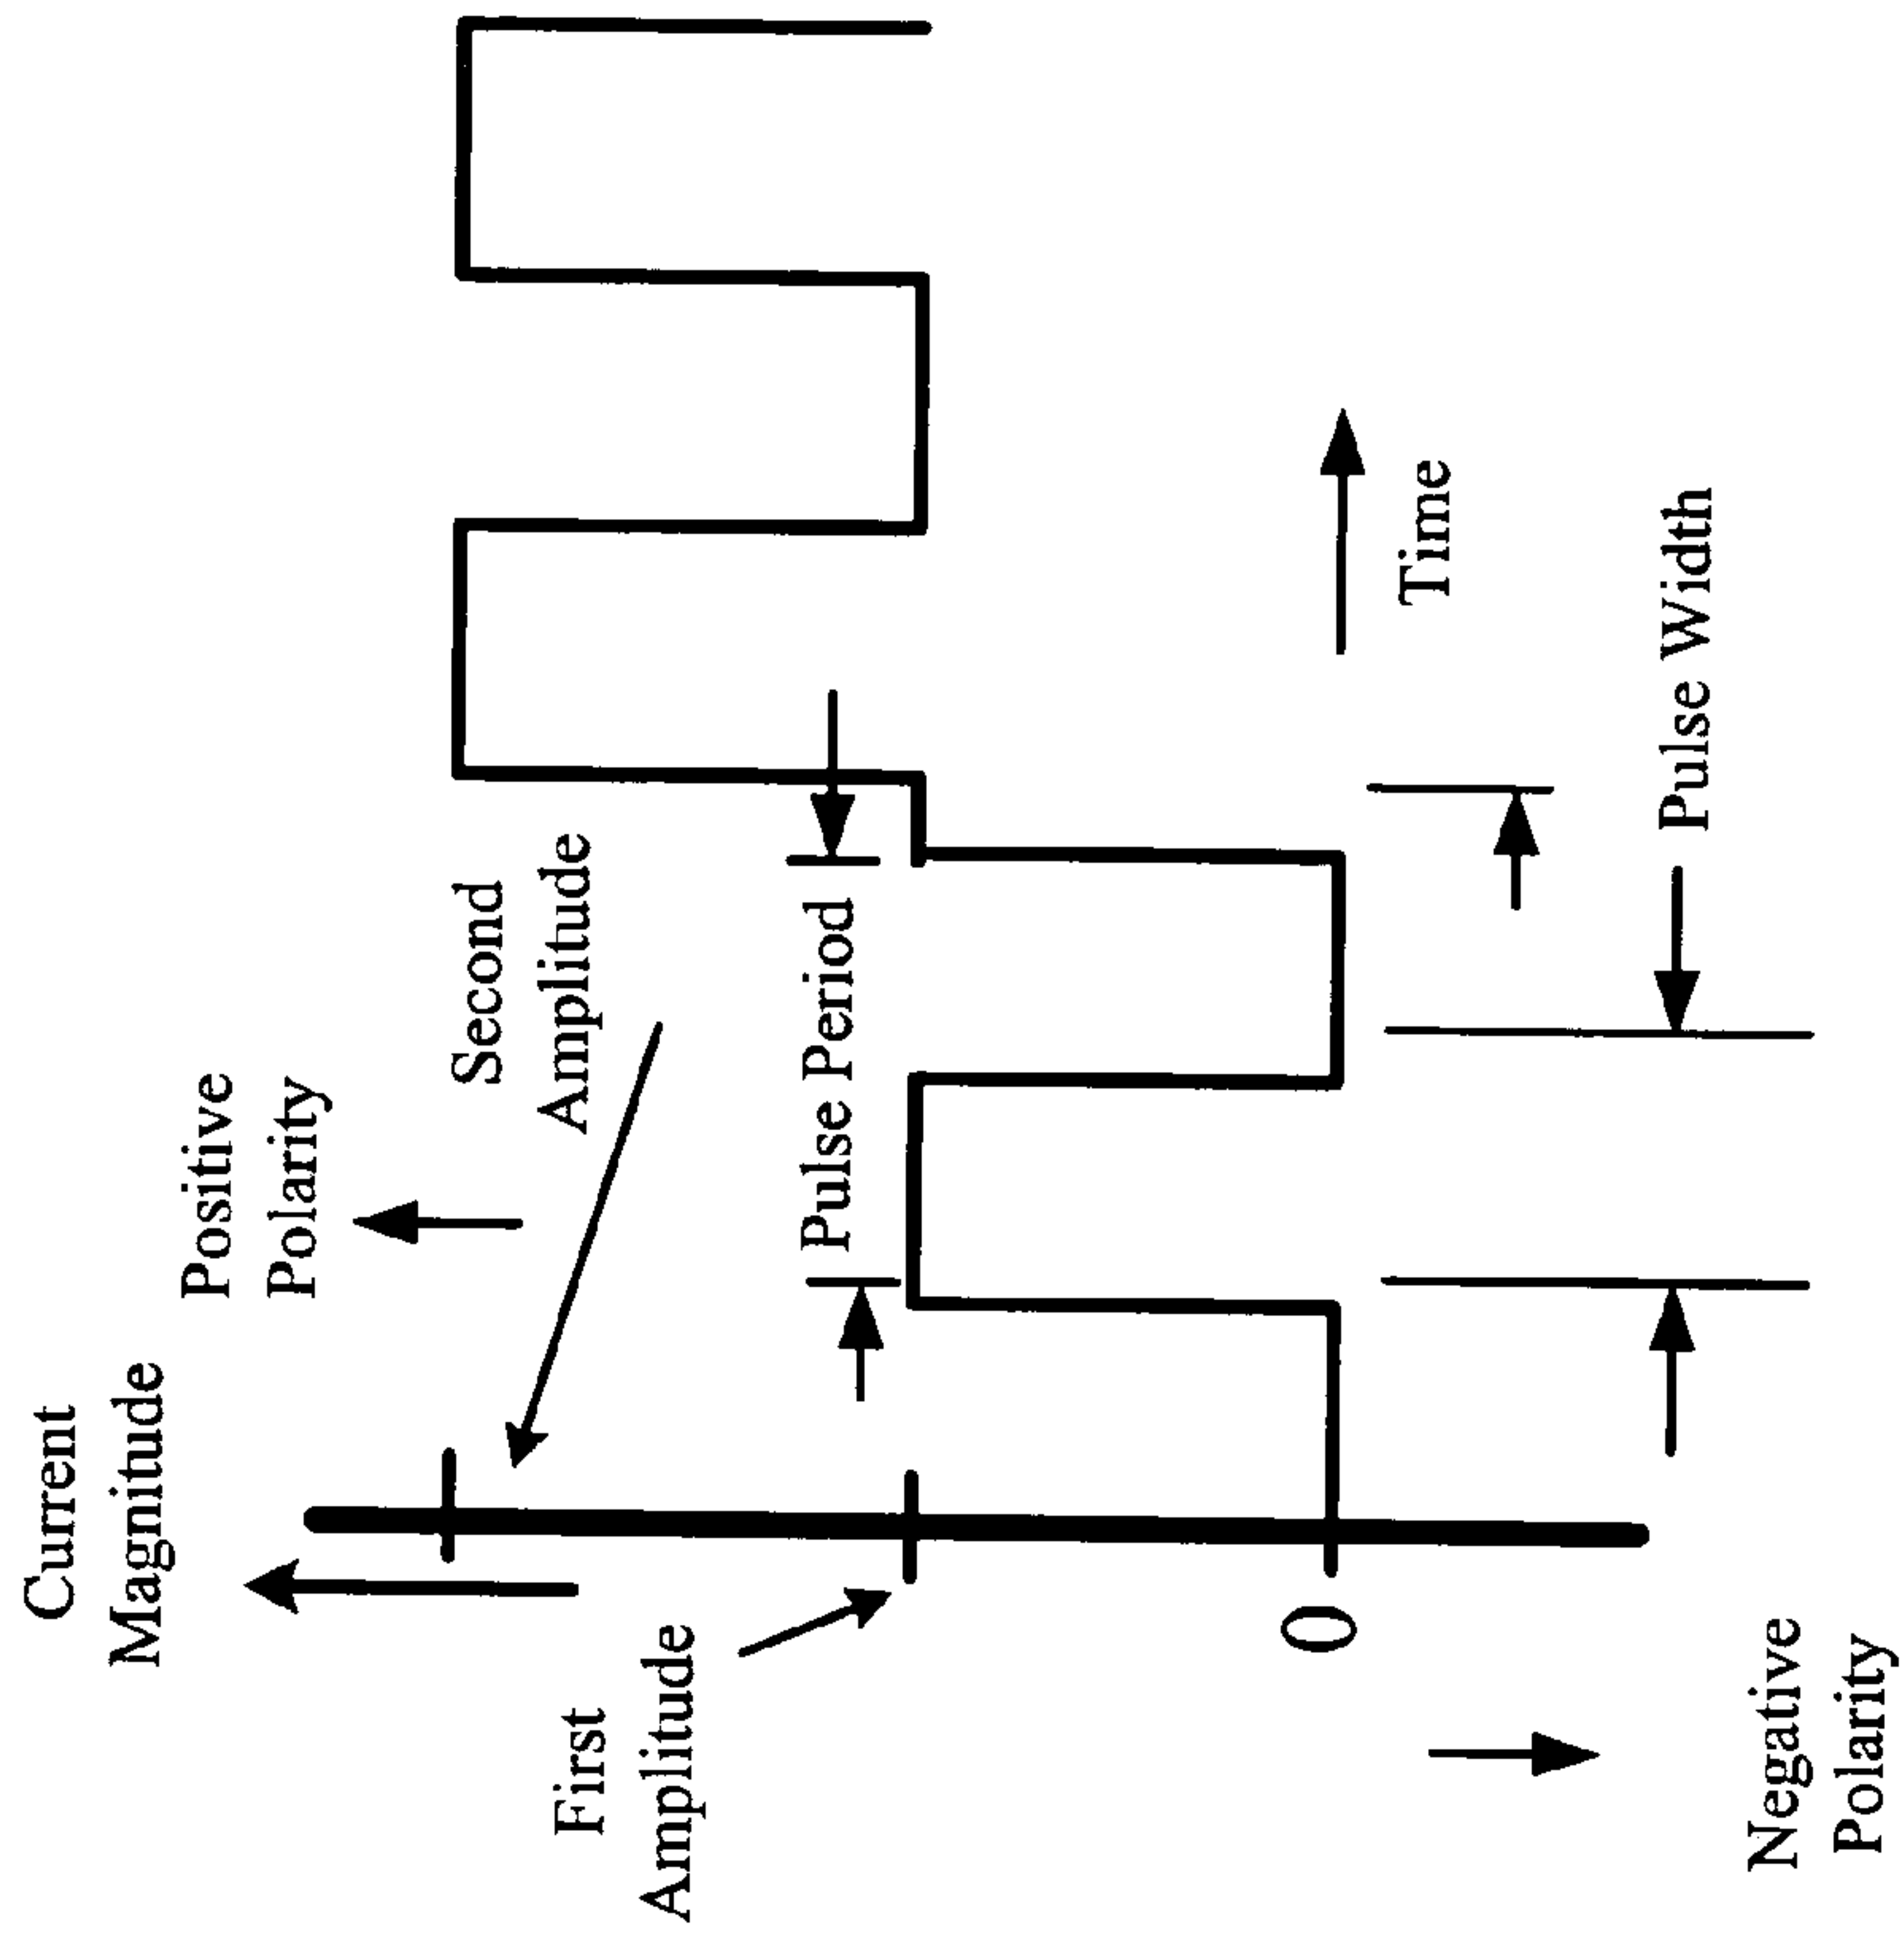 Current
Magnitude
Positive
Polarity
Second
Amplitude
First
Amplitude
Pulse Period
0
Time
Pulse Width
Negative
Polarity